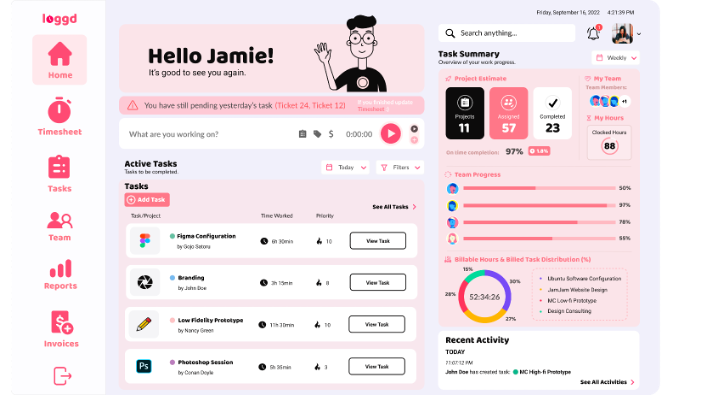 loggd
Home
Timesheet
Tasks
Team
Reports
Invoices
Friday, September 16, 2022 4:21:39 PM
Hello Jamie!
It's good to see you again.
You have still pending yesterday's task (Ticket 24, Ticket 12)
If you finished update
Timesheet
What are you working on?
$
0:00:00
Active Tasks
Tasks to be completed.
Today
Filters
Tasks
Add Task
See All Tasks
Task/Project Time Worked Priority
Figma Configuration
by Gojo Satoru
6h 30min
10
View Task
Branding
by John Doe
3h 15min
8
View Task
Low Fidelity Prototype
by Nancy Green
11h 30min
10
View Task
Ps
Photoshop Session
by Conan Doyle
5h 35min
3
View Task
Search anything...
Task Summary
Overview of your work progress.
Weekly
Project Estimate
Projects
11
Assigned
57
Completed
23
On time completion: 97% 1.8%
My Team
Team Members:
+1
My Hours
Clocked Hours
88
Team Progress
50%
97%
78%
55%
Billable Hours & Billed Task Distribution (%)
15%
30%
28%
27%
52:34:26
Ubuntu Software Configuration
JamJam Website Design
MC Low-fi Prototype
Design Consulting
Recent Activity
TODAY
11:07:12 PM
John Doe has created task: MC High-fi Prototype
See All Activities